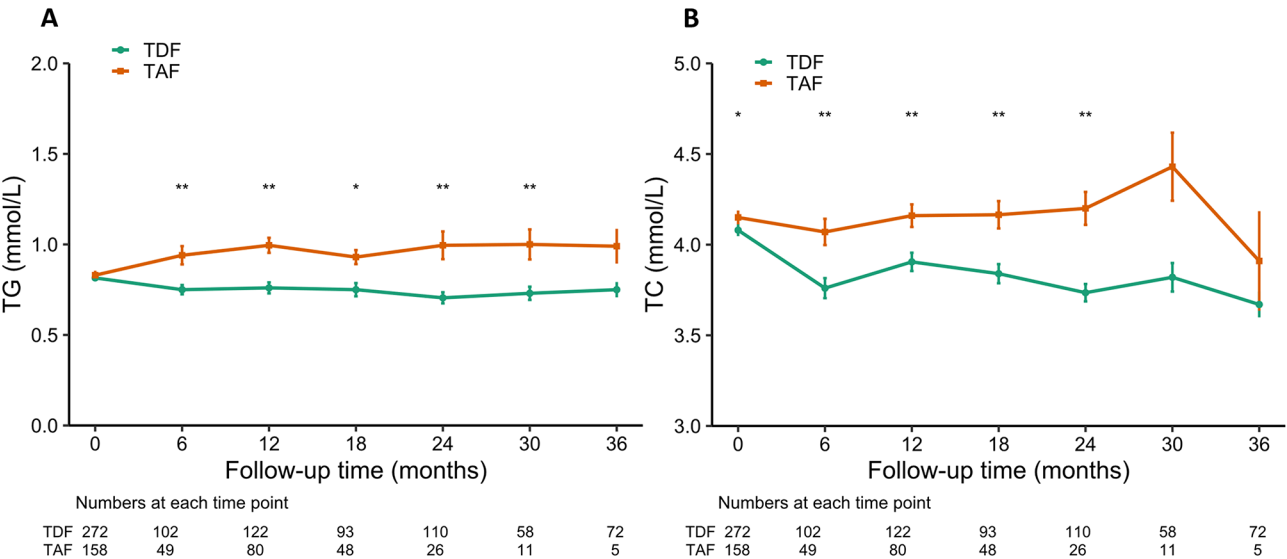 A
TDF
TAF
2.0
1.5
1.0
0.5
0.0
TG (mmol/L)
** ** * ** **
0 6 12 18 24 30 36
Follow-up time (months)
Numbers at each time point
TDF 272 102 122 93 110 58 72
TAF 158 49 80 48 26 11 5
B
TDF
TAF
5.0
4.5
4.0
3.5
3.0
TC (mmol/L)
* ** ** ** **
0 6 12 18 24 30 36
Follow-up time (months)
Numbers at each time point
TDF 272 102 122 93 110 58 72
TAF 158 49 80 48 26 11 5